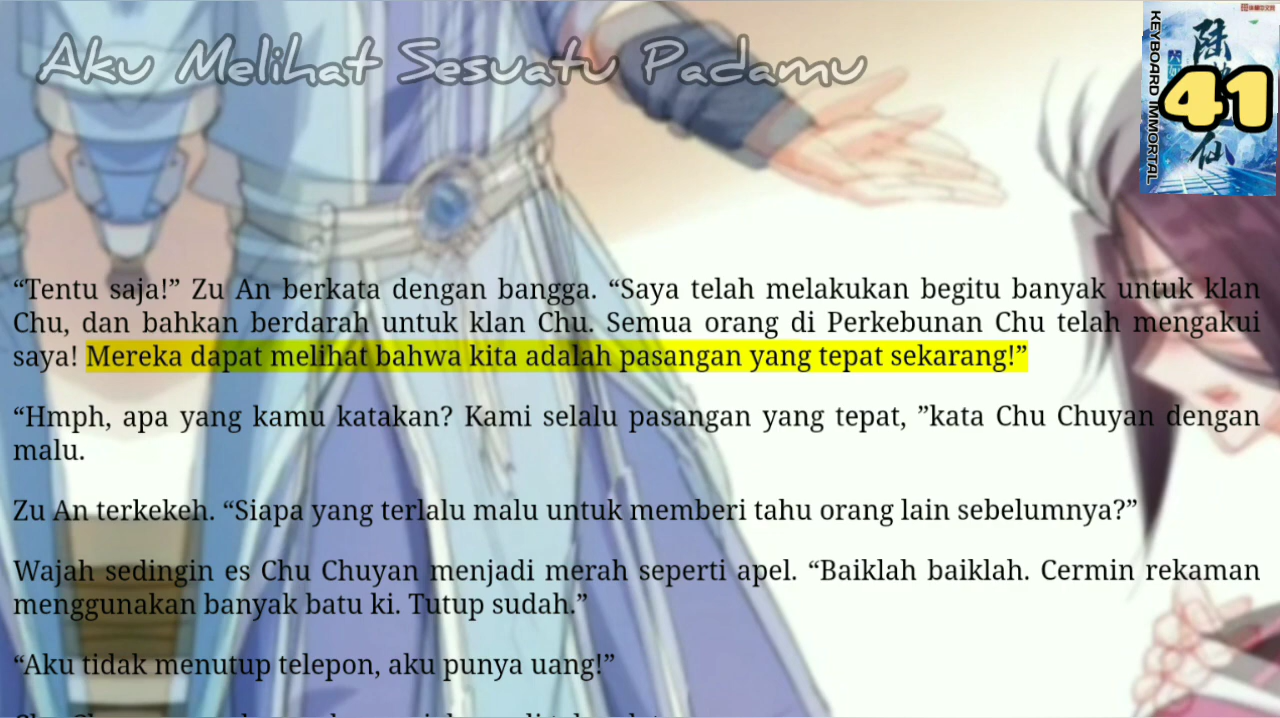 Aku Melihat Sesuatu Padamu
陆
仙
KEYBOARD IMMORTAL
41
“Tentu saja!” Zu An berkata dengan bangga. “Saya telah melakukan begitu banyak untuk klan
Chu, dan bahkan berdarah untuk klan Chu. Semua orang di Perkebunan Chu telah mengakui
saya! Mereka dapat melihat bahwa kita adalah pasangan yang tepat sekarang!”
“Hmph, apa yang kamu katakan? Kami selalu pasangan yang tepat, ”kata Chu Chuyan dengan
malu.
Zu An terkekeh. “Siapa yang terlalu malu untuk memberi tahu orang lain sebelumnya?”
Wajah sedingin es Chu Chuyan menjadi merah seperti apel. “Baiklah baiklah. Cermin rekaman
menggunakan banyak batu ki. Tutup sudah.”
“Aku tidak menutup telepon, aku punya uang!”